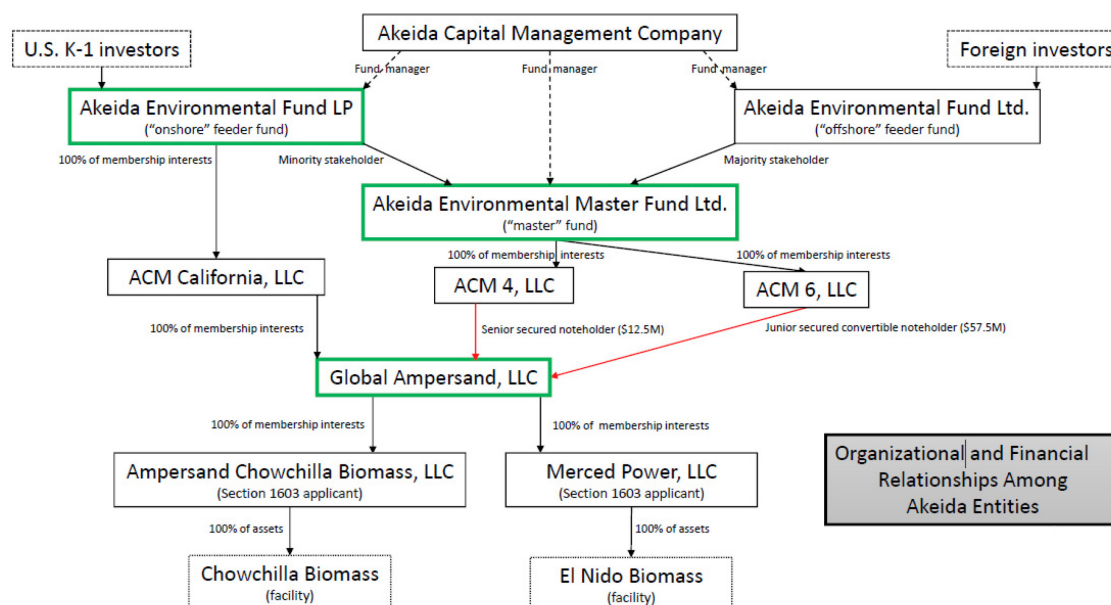 Akeida Capital Management Company
U.S. K-1 investors
Foreign investors
Fund manager
Fund manager
Fund manager
Akeida Environmental Fund LP
(“onshore” feeder fund)
Akeida Environmental Fund Ltd.
(“offshore” feeder fund)
100% of membership interests
Minority stakeholder
Majority stakeholder
Akeida Environmental Master Fund Ltd.
(“master” fund)
100% of membership interests
100% of membership interests
ACM California, LLC
ACM 4, LLC
ACM 6, LLC
100% of membership interests
Senior secured noteholder ($12.5M)
Junior secured convertible noteholder ($57.5M)
Global Ampersand, LLC
100% of membership interests
100% of membership interests
Ampersand Chowchilla Biomass, LLC
(Section 1603 applicant)
Merced Power, LLC
(Section 1603 applicant)
Organizational and Financial
Relationships Among
Akeida Entities
100% of assets
100% of assets
Chowchilla Biomass
(facility)
El Nido Biomass
(facility)